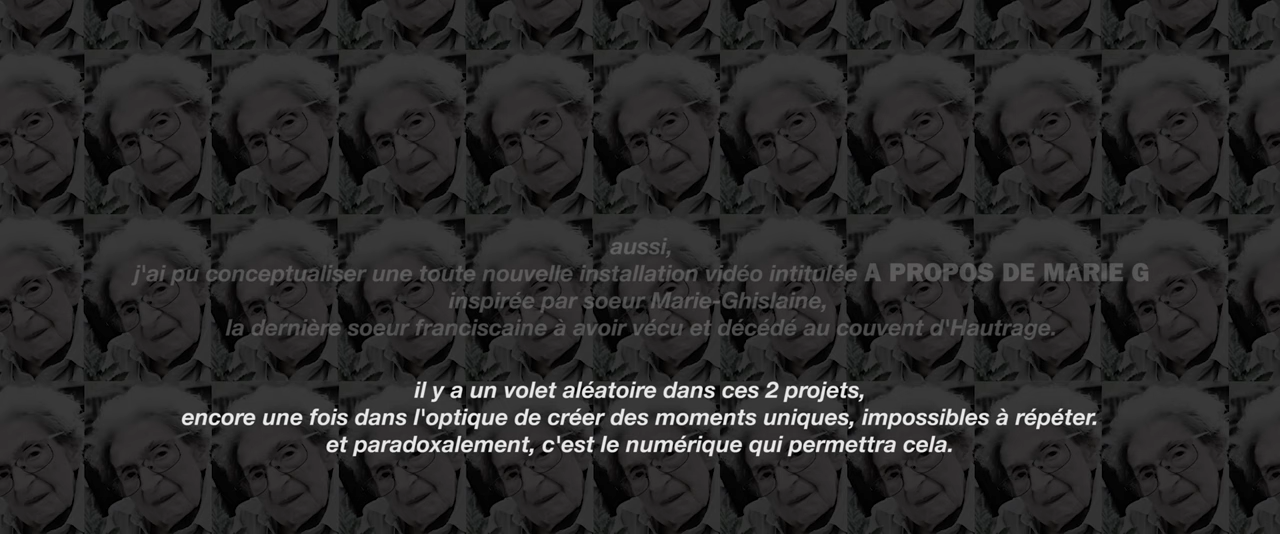 aussi,
j'ai pu conceptualiser une toute nouvelle installation vidéo intitulée A PROPOS DE MARIE G
inspirée par soeur Marie-Ghislaine,
la dernière soeur franciscaine à avoir vécu et décédé au couvent d'Hautrage.
il y a un volet aléatoire dans ces 2 projets,
encore une fois dans l'optique de créer des moments uniques, impossibles à répéter.
et paradoxalement, c'est le numérique qui permettra cela.